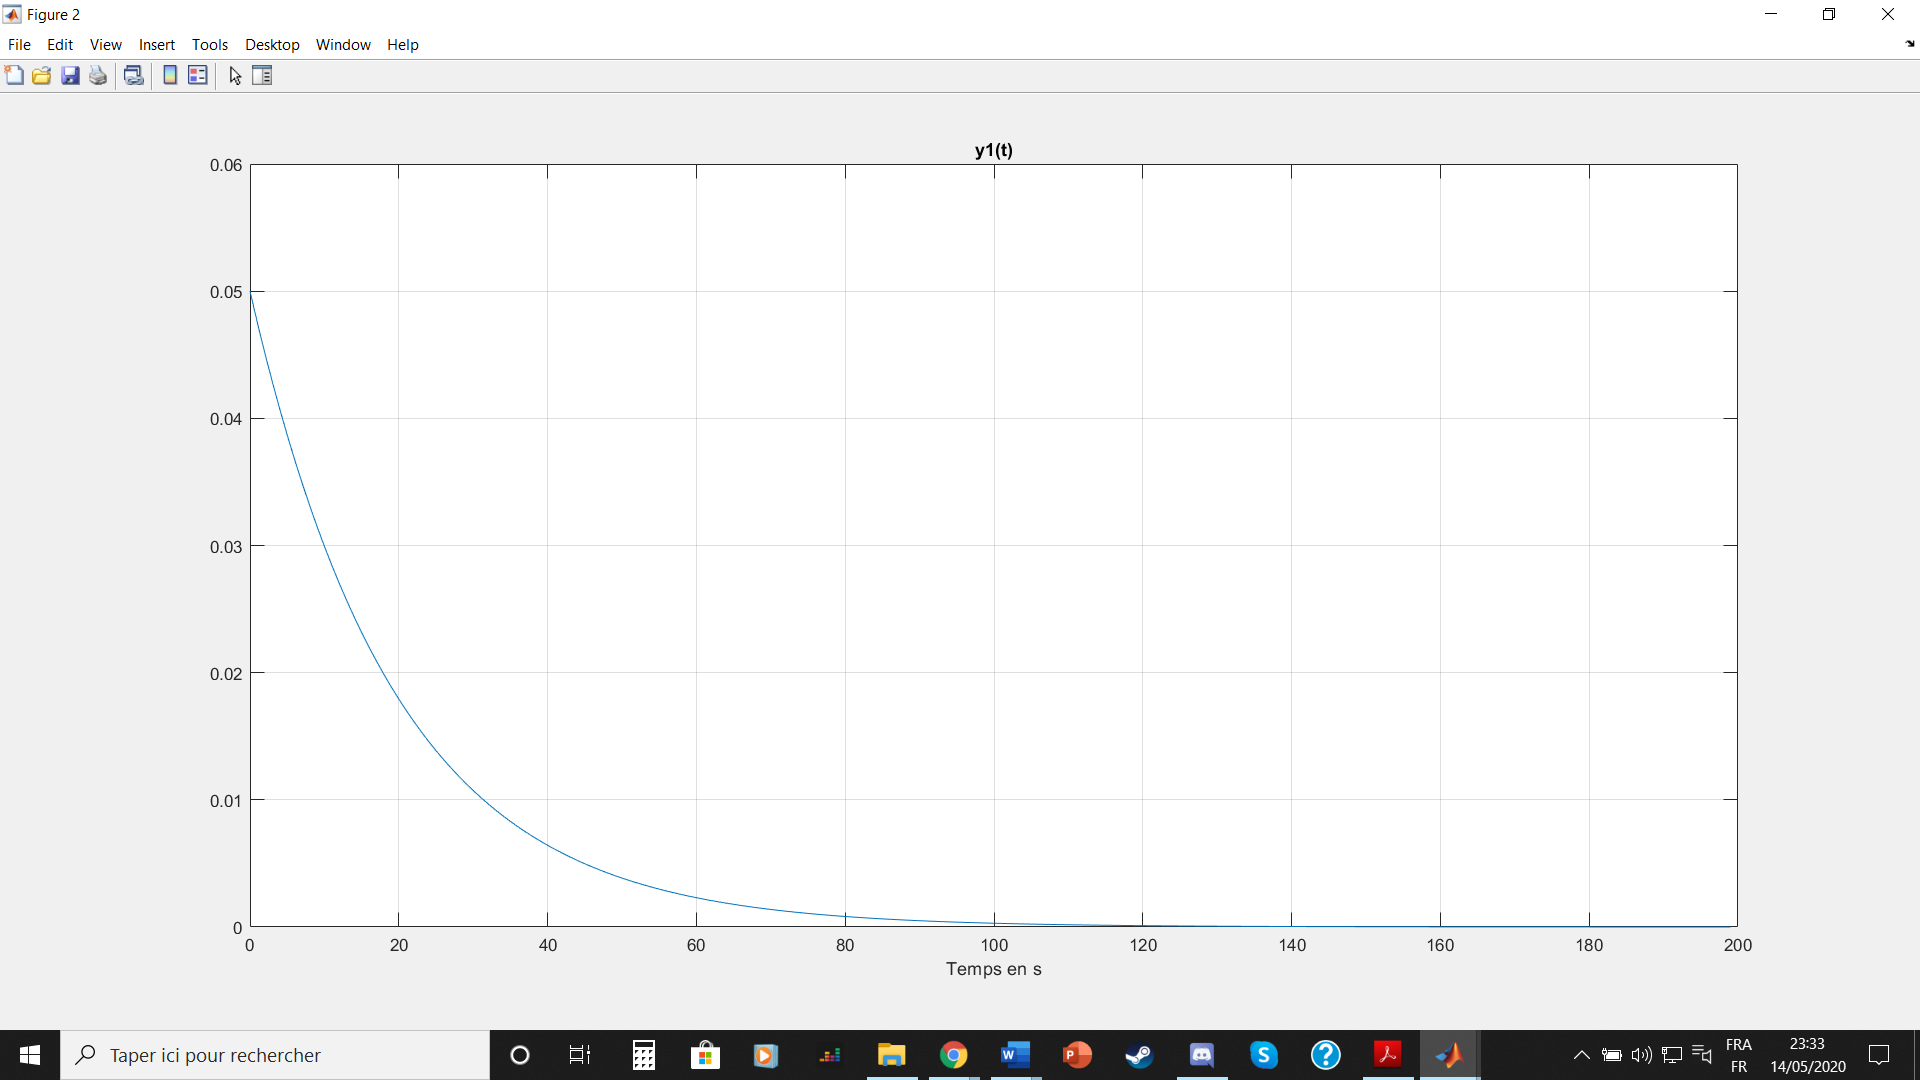 Figure 2
File Edit View Insert Tools Desktop Window Help
y1(t)
0.06
0.05
0.04
0.03
0.02
0.01
0
0 20 40 60 80 100 120 140 160 180 200
Temps en s
Taper ici pour rechercher
W
P
S
?
FRA
FR
23:33
14/05/2020